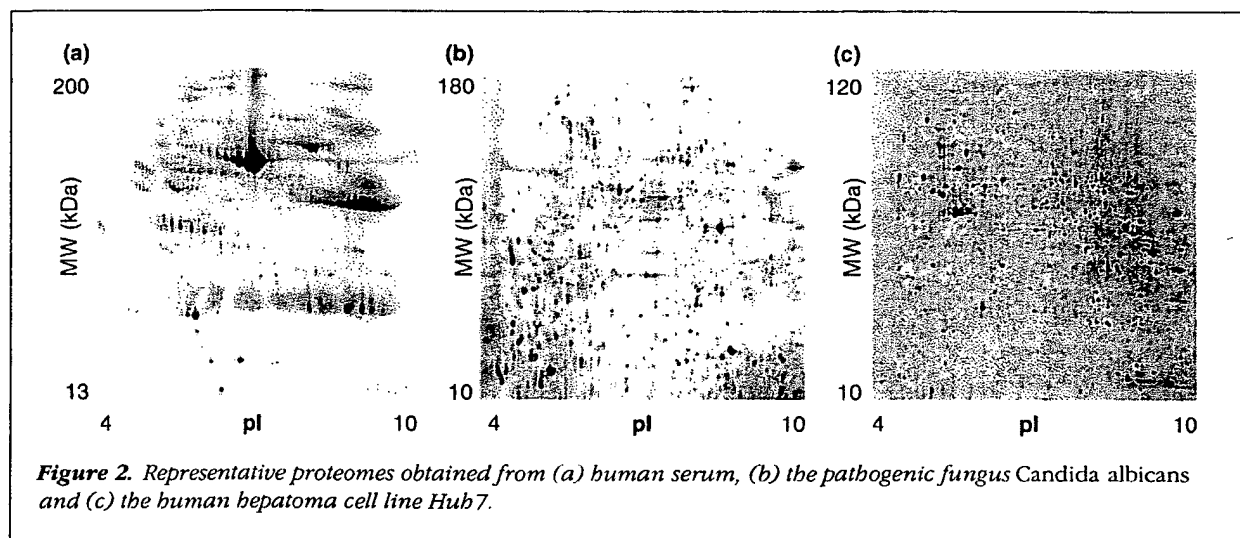 (a)
200
MW (kDa)
13
4 pI 10
(b)
180
MW (kDa)
10
4 pI 10
(c)
120
MW (kDa)
10
4 pI 10
Figure 2. Representative proteomes obtained from (a) human serum, (b) the pathogenic fungus Candida albicans
and (c) the human hepatoma cell line Huh7.